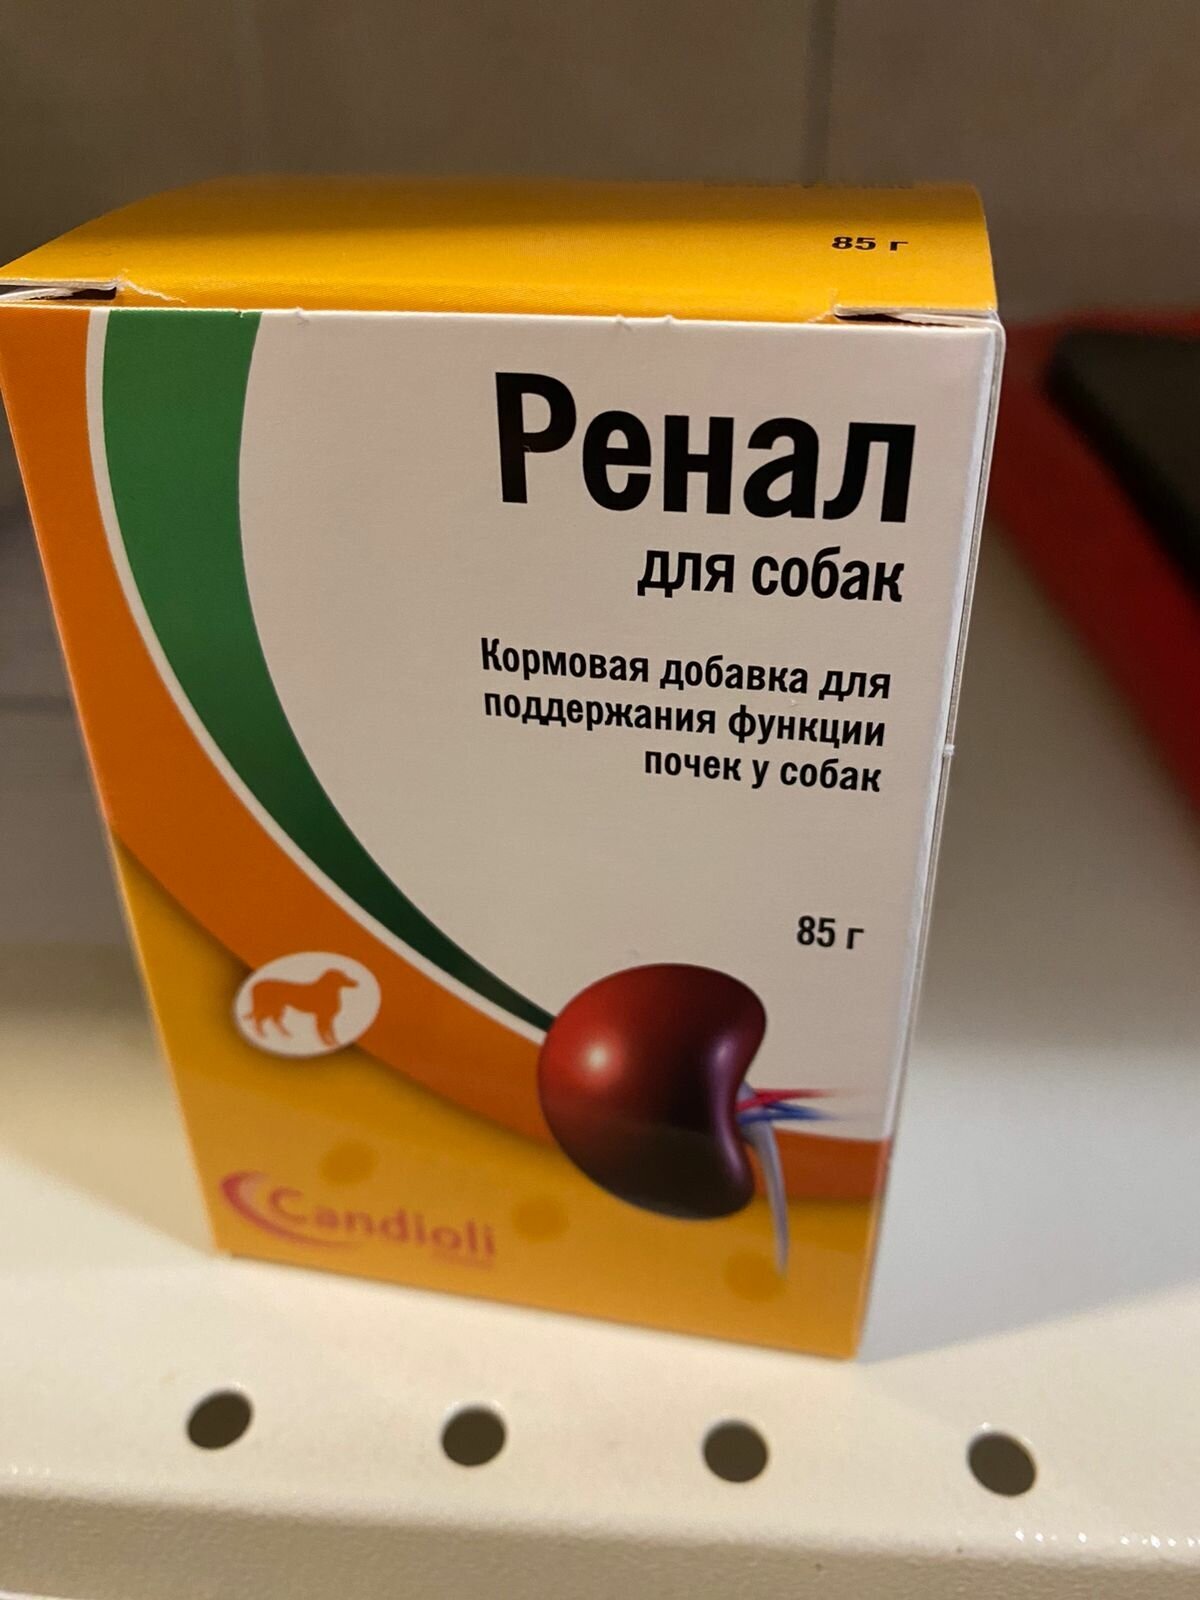 85 г
Ренал
для собак
Кормовая добавка для
поддержания функции
почек у собак
85 г
Candioli